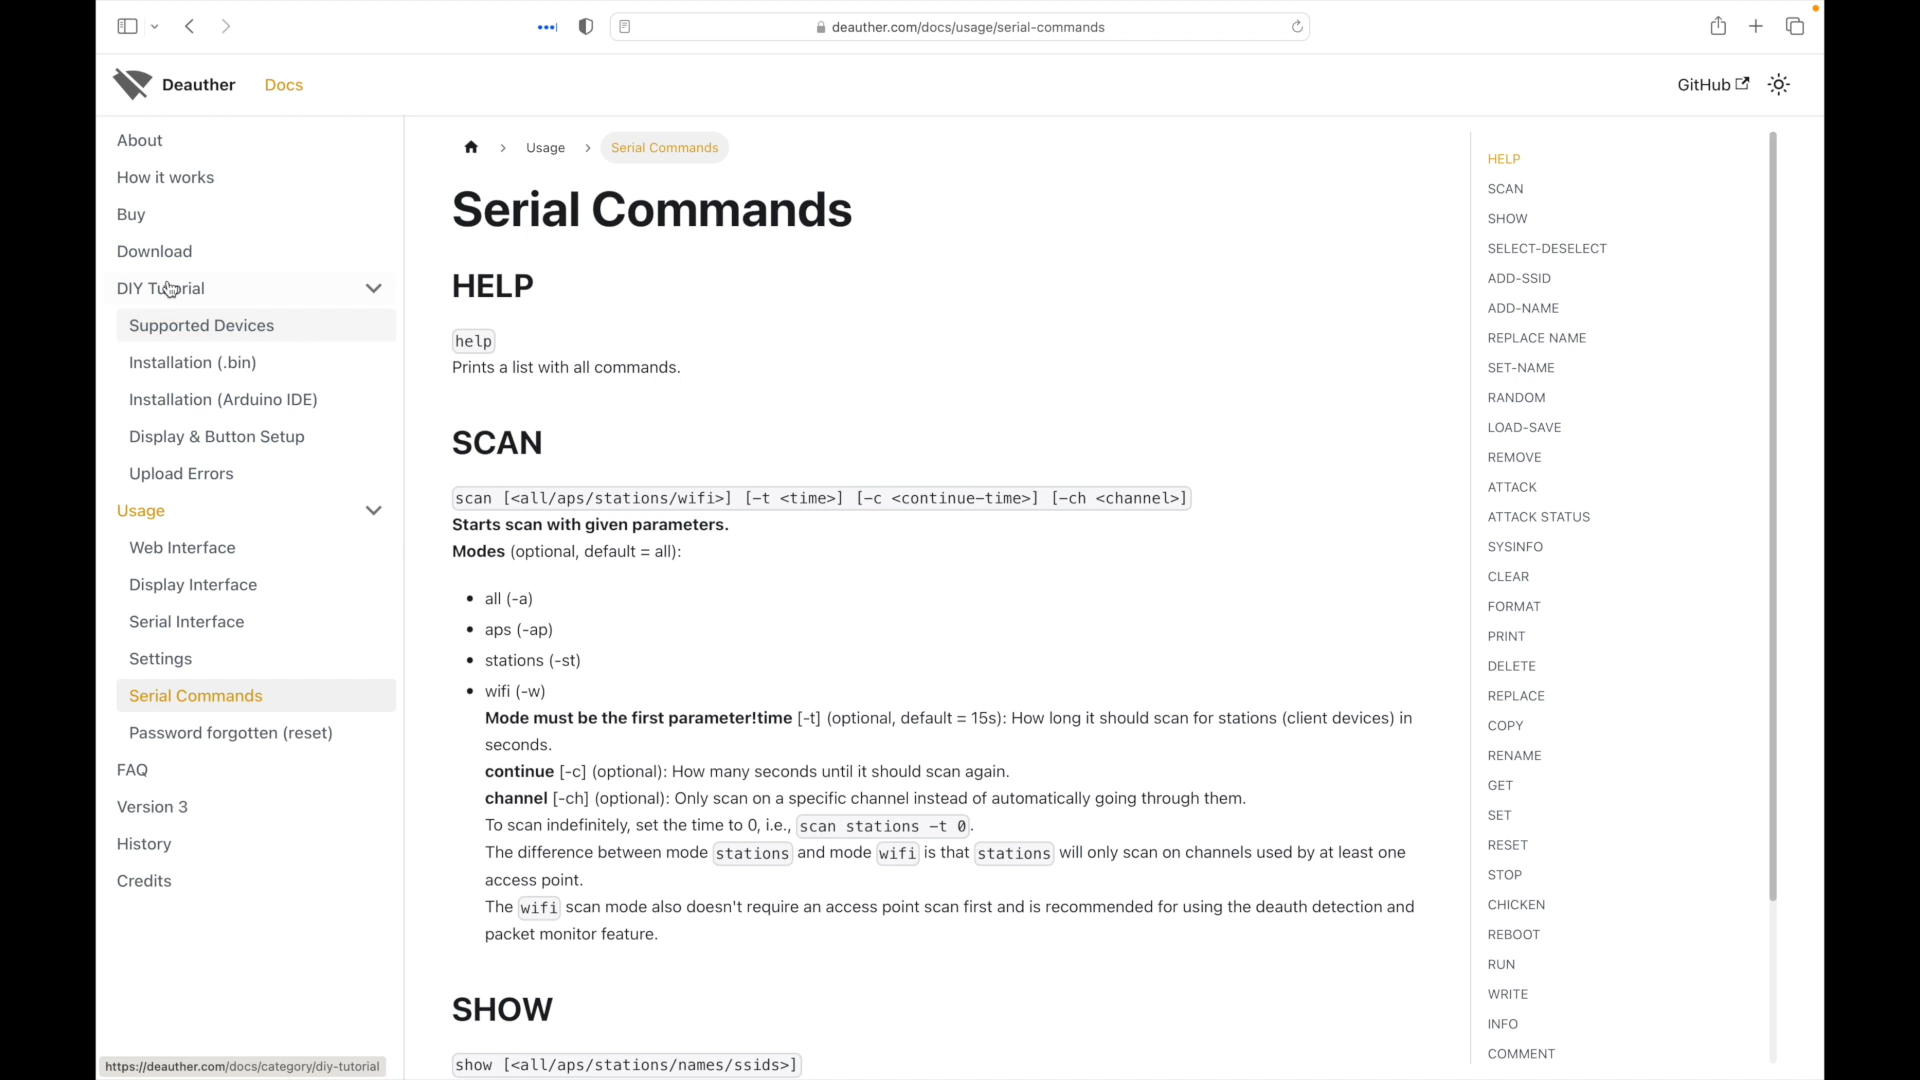 deauther.com/docs/usage/serial-commands
Deauther
Docs
GitHub
About
How it works
Buy
Download
DIY Tutorial
Supported Devices
Installation (.bin)
Installation (Arduino IDE)
Display & Button Setup
Upload Errors
Usage
Web Interface
Display Interface
Serial Interface
Settings
Serial Commands
Password forgotten (reset)
FAQ
Version 3
History
Credits
https://deauther.com/docs/category/diy-tutorial
Usage
Serial Commands
Serial Commands
HELP
help
Prints a list with all commands.
SCAN
scan [<all/aps/stations/wifi>] [-t <time>] [-c <continue-time>] [-ch <channel>]
Starts scan with given parameters.
Modes (optional, default = all):
• all (-a)
• aps (-ap)
• stations (-st)
• wifi (-w)
Mode must be the first parameter!time [-t] (optional, default = 15s): How long it should scan for stations (client devices) in
seconds.
continue [-c] (optional): How many seconds until it should scan again.
channel [-ch] (optional): Only scan on a specific channel instead of automatically going through them.
To scan indefinitely, set the time to 0, i.e., scan stations -t 0.
The difference between mode stations and mode wifi is that stations will only scan on channels used by at least one
access point.
The wifi scan mode also doesn't require an access point scan first and is recommended for using the deauth detection and
packet monitor feature.
SHOW
show [<all/aps/stations/names/ssids>]
HELP
SCAN
SHOW
SELECT-DESELECT
ADD-SSID
ADD-NAME
REPLACE NAME
SET-NAME
RANDOM
LOAD-SAVE
REMOVE
ATTACK
ATTACK STATUS
SYSINFO
CLEAR
FORMAT
PRINT
DELETE
REPLACE
COPY
RENAME
GET
SET
RESET
STOP
CHICKEN
REBOOT
RUN
WRITE
INFO
COMMENT